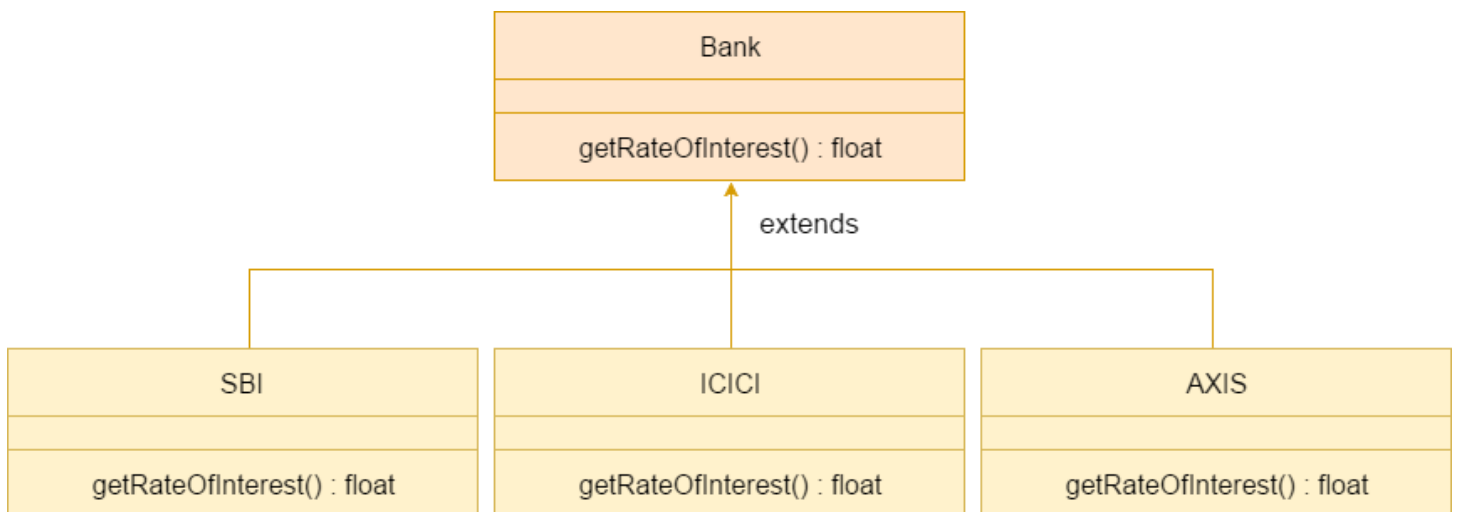 Bank
getRateOfInterest() : float
extends
SBI
ICICI
AXIS
getRateOfInterest() : float
getRateOfInterest() : float
getRateOfInterest() : float